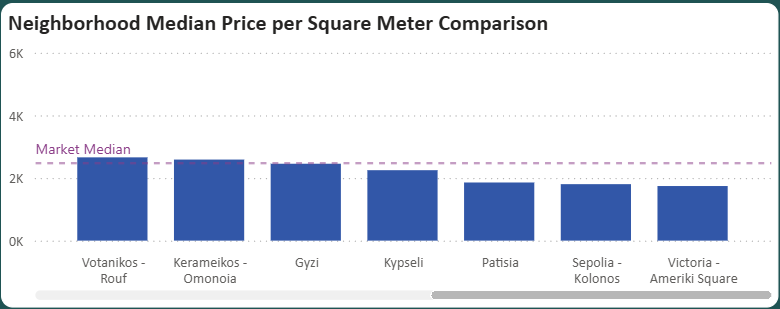 Neighborhood Median Price per Square Meter Comparison
6K
4K
Market Median
2K
0K
Votanikos -
Rouf
Kerameikos -
Omonoia
Gyzi
Kypseli
Patisia
Sepolia -
Kolonos
Victoria -
Ameriki Square